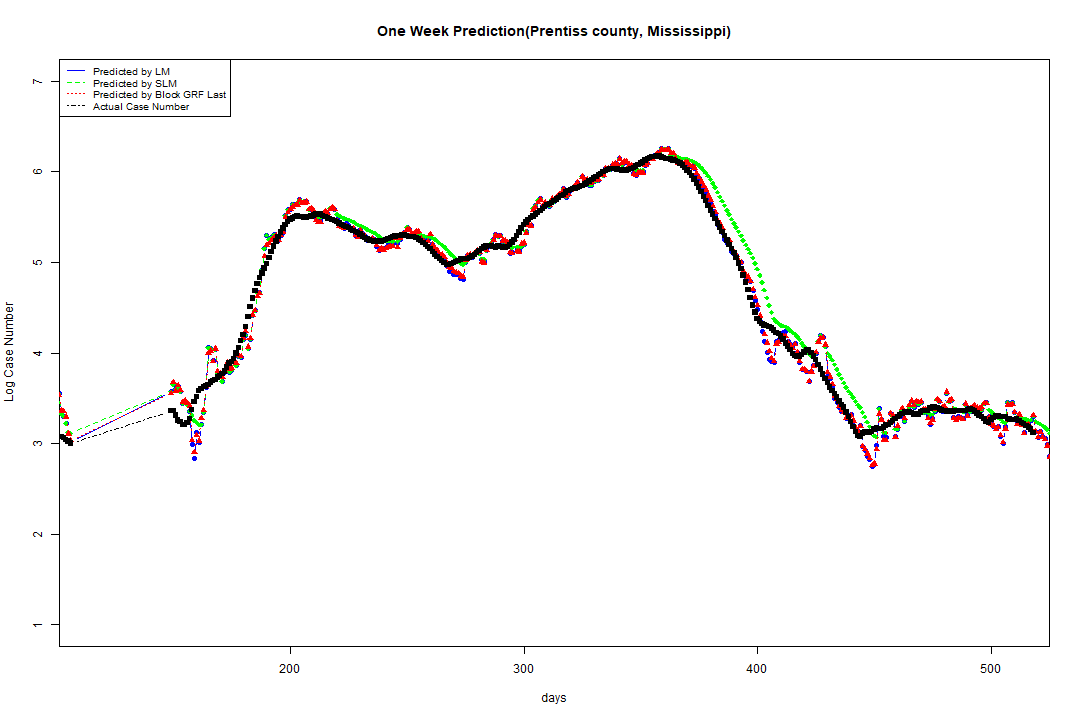 One Week Prediction(Prentiss county, Mississippi)
Predicted by LM
Predicted by SLM
Predicted by Block GRF Last
Actual Case Number
7
6
5
4
3
2
1
Log Case Number
200 300 400 500
days